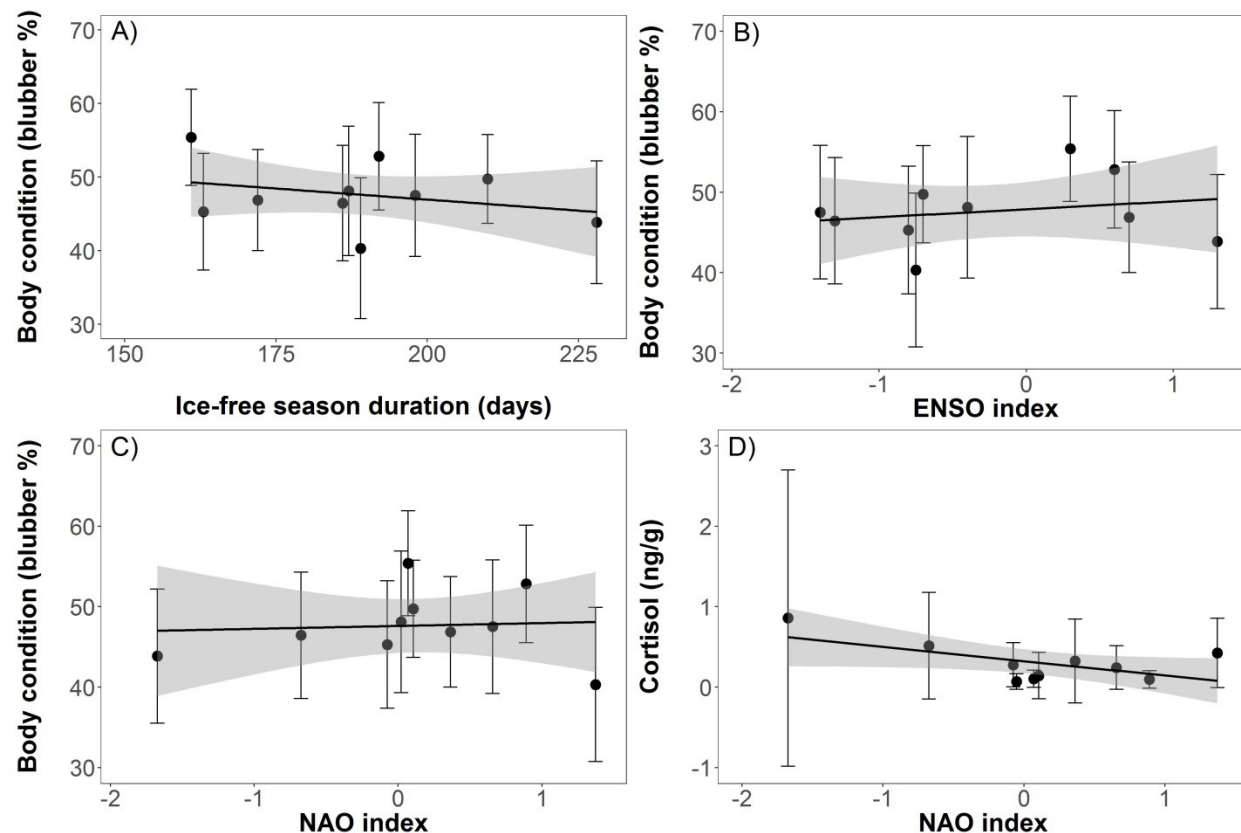 A)
Body condition (blubber %)
70
60
50
40
30
150 175 200 225
Ice-free season duration (days)
B)
Body condition (blubber %)
70
60
50
40
30
-2 -1 0 1
ENSO index
C)
Body condition (blubber %)
70
60
50
40
30
-2 -1 0 1
NAO index
D)
Cortisol (ng/g)
3
2
1
0
-1
-2 -1 0 1
NAO index